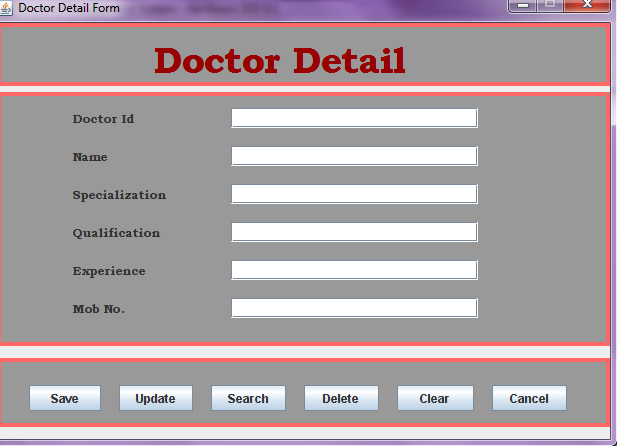 Doctor Detail Form
Doctor Detail
Doctor Id
Name
Specialization
Qualification
Experience
Mob No.
Save Update Search Delete Clear Cancel